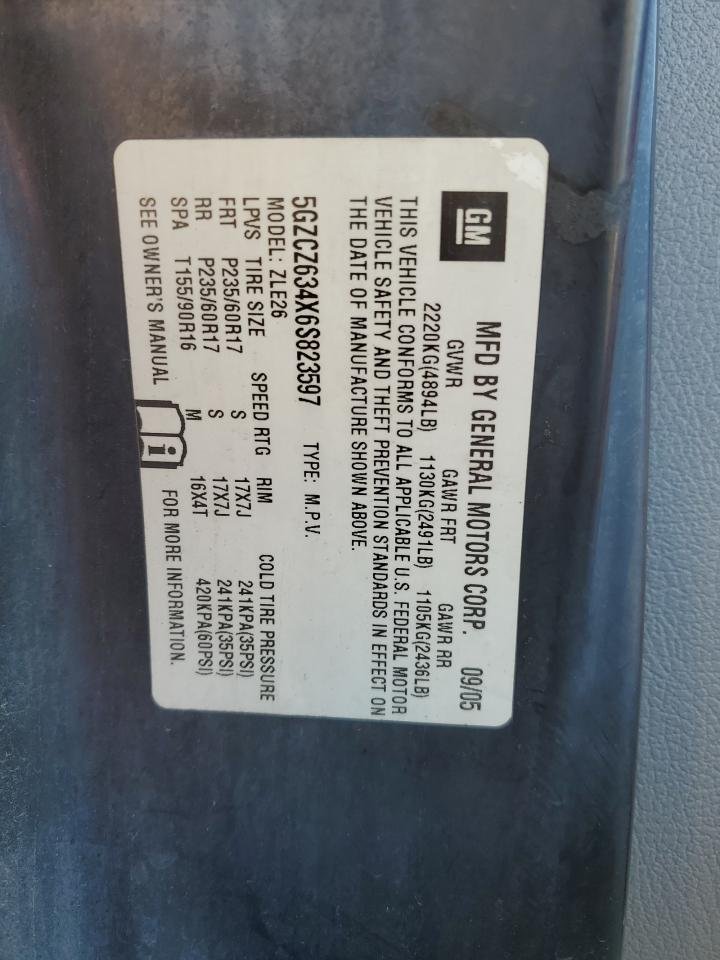 GM
MFD BY GENERAL MOTORS CORP. 09/05
GVWR GAWR FRT GAWR RR
2220KG(4894LB) 1130KG(2491LB) 1105KG(2436LB)
THIS VEHICLE CONFORMS TO ALL APPLICABLE U.S. FEDERAL MOTOR
VEHICLE SAFETY AND THEFT PREVENTION STANDARDS IN EFFECT ON
THE DATE OF MANUFACTURE SHOWN ABOVE.
5GZCZ634X6S823597 TYPE: M.P.V.
MODEL: ZLE26
LPVS TIRE SIZE SPEED RTG RIM COLD TIRE PRESSURE
FRT P235/60R17 S 17X7J 241KPA(35PSI)
RR P235/60R17 S 17X7J 241KPA(35PSI)
SPA T155/90R16 M 16X4T 420KPA(60PSI)
SEE OWNER'S MANUAL i FOR MORE INFORMATION.